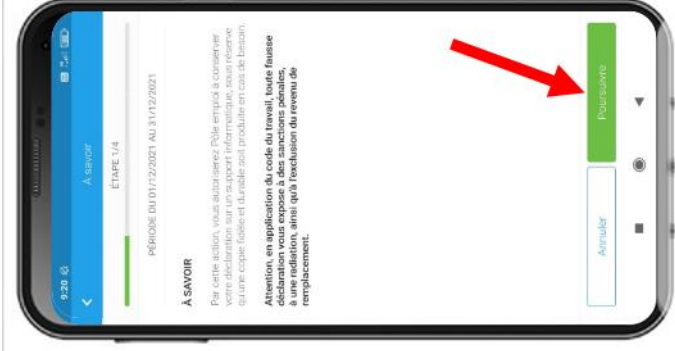 9:20
À savoir
ÉTAPE 1/4
PÉRIODE DU 01/12/2021 AU 31/12/2021
À SAVOIR
Par cette action, vous autoriserez Pôle emploi à conserver
votre déclaration sur un support informatique, sous réserve
qu'une copie fidèle et durable soit produite en cas de besoin.
Attention, en application du code du travail, toute fausse
déclaration vous expose à des sanctions pénales,
à une radiation, ainsi qu'à l'exclusion du revenu de
remplacement.
Annuler
Poursuivre